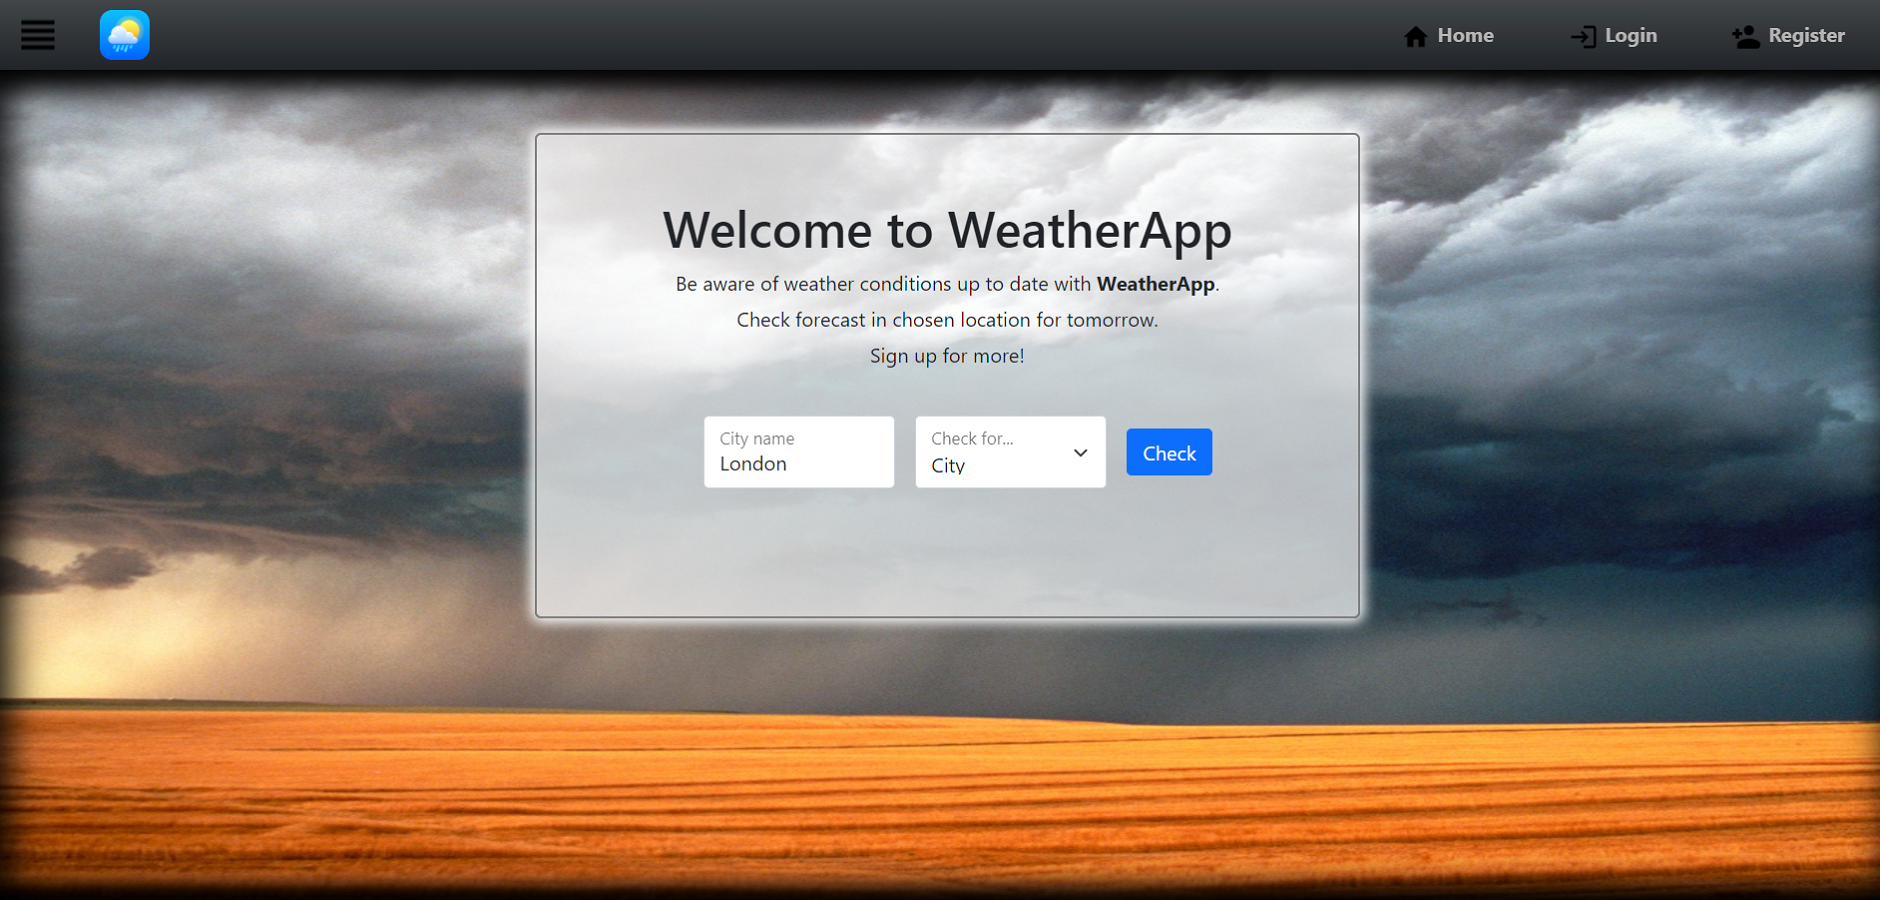 Home Login Register
Welcome to WeatherApp
Be aware of weather conditions up to date with WeatherApp.
Check forecast in chosen location for tomorrow.
Sign up for more!
City name
London
Check for...
City
Check